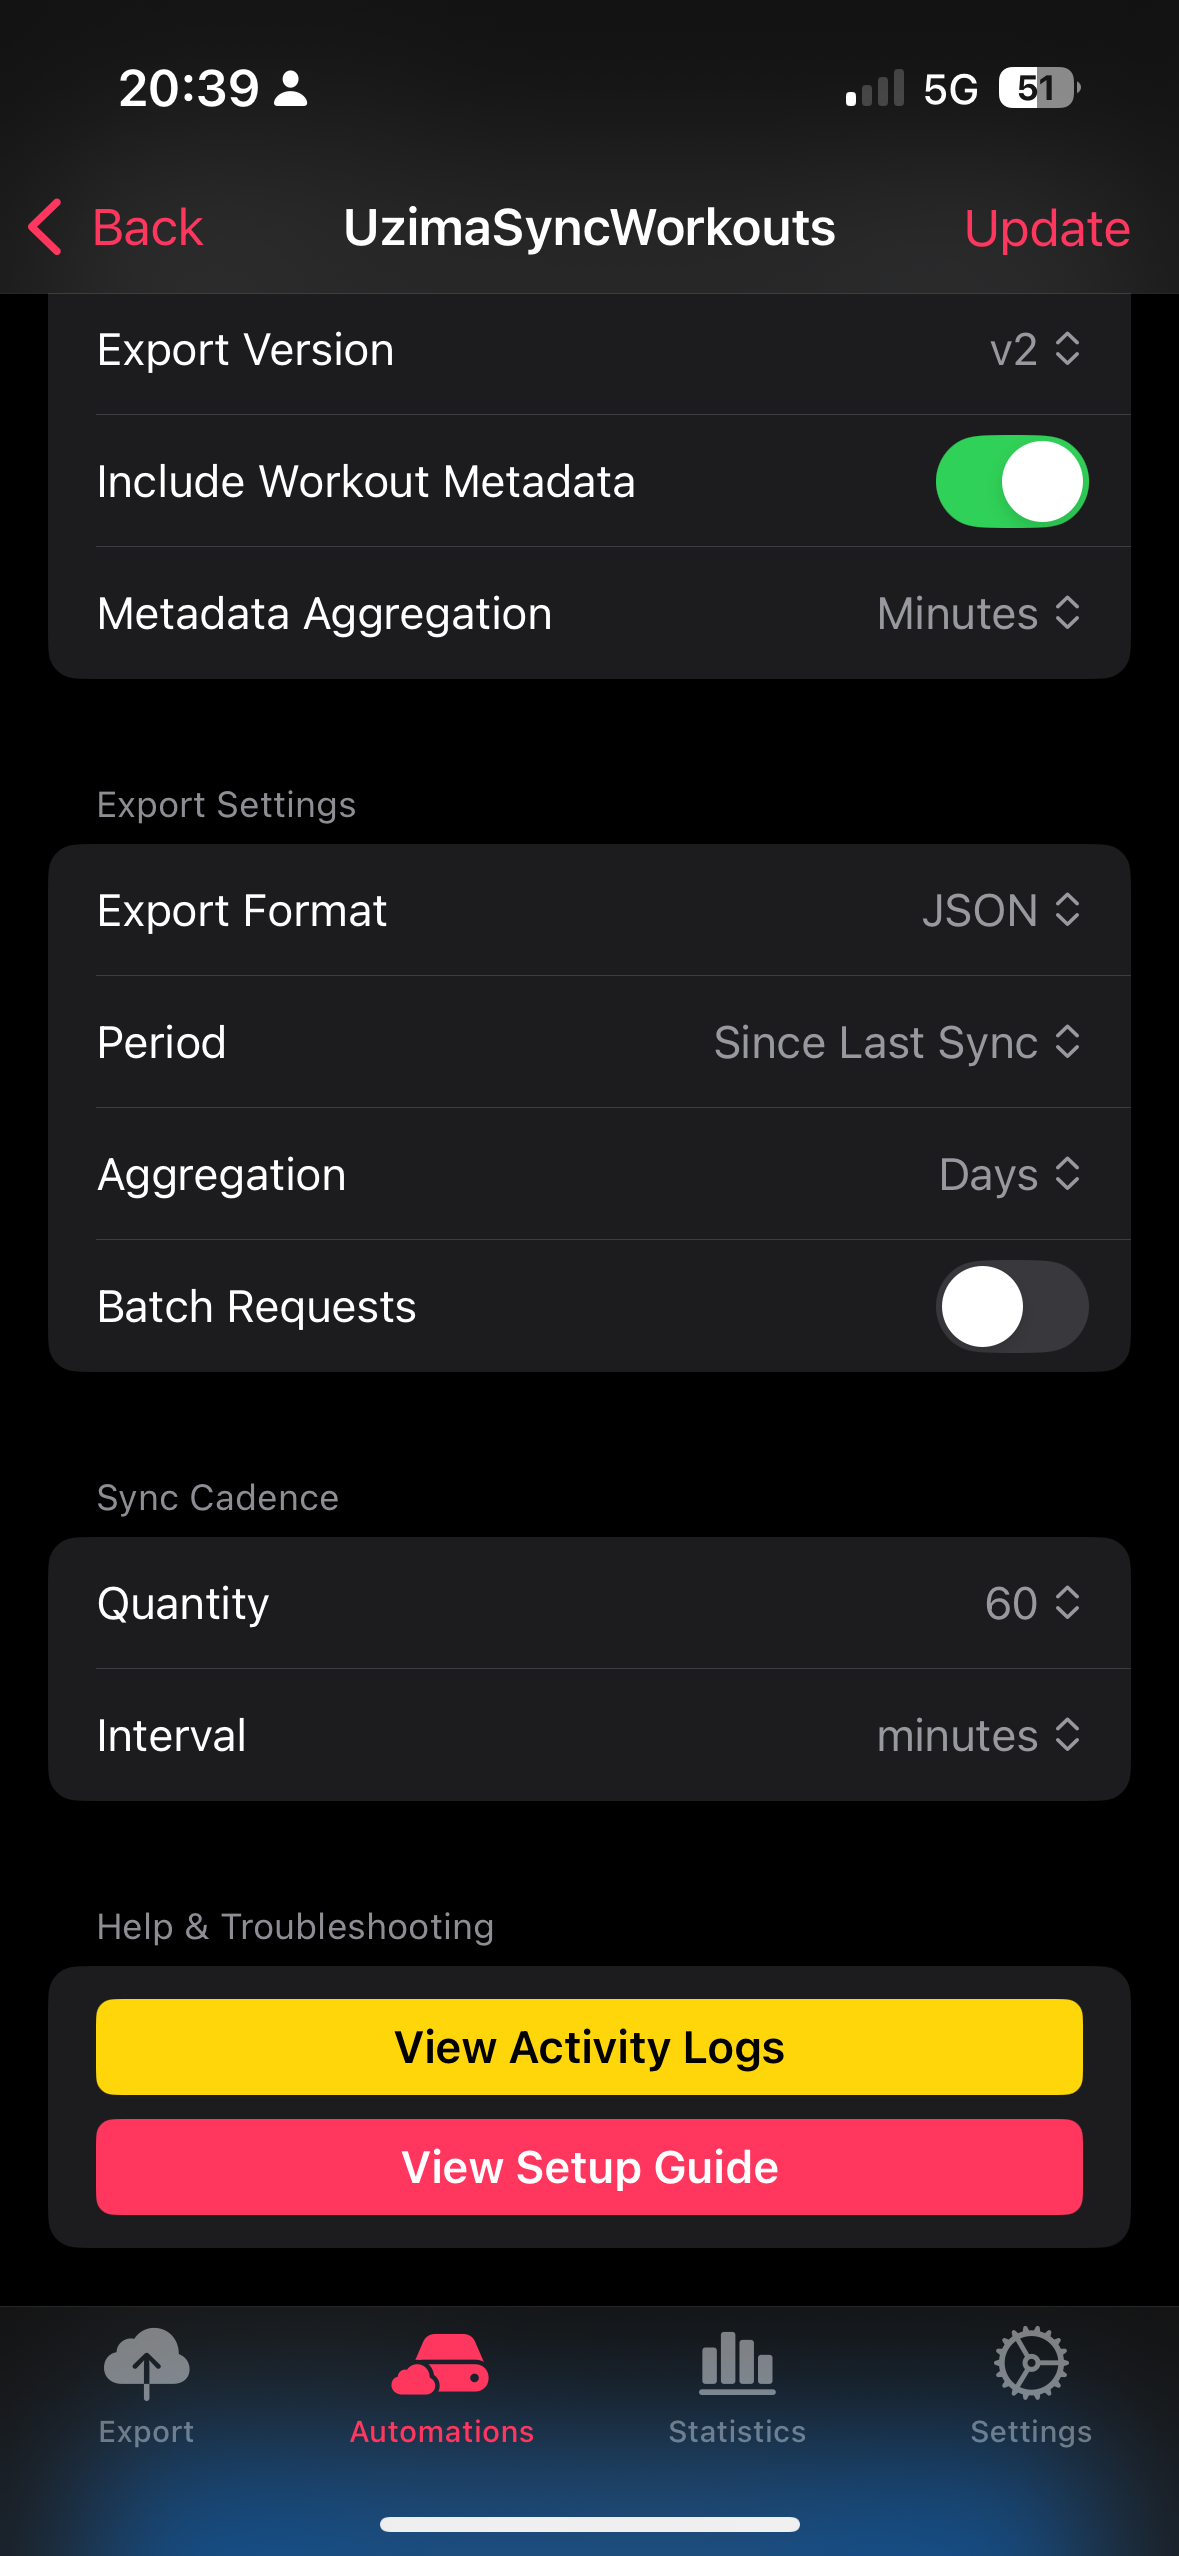 20:39
5G 51
Back UzimaSyncWorkouts Update
Export Version v2
Include Workout Metadata
Metadata Aggregation Minutes
Export Settings
Export Format JSON
Period Since Last Sync
Aggregation Days
Batch Requests
Sync Cadence
Quantity 60
Interval minutes
Help & Troubleshooting
View Activity Logs
View Setup Guide
Export Automations Statistics Settings